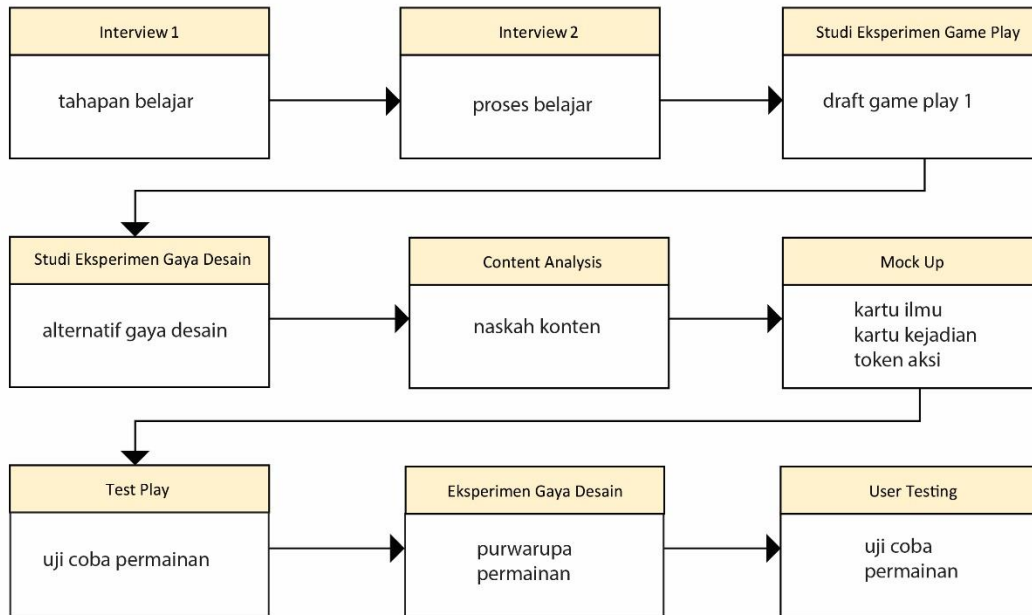 Interview 1
tahapan belajar
Interview 2
proses belajar
Studi Eksperimen Game Play
draft game play 1
Studi Eksperimen Gaya Desain
alternatif gaya desain
Content Analysis
naskah konten
Mock Up
kartu ilmu
kartu kejadian
token aksi
Test Play
uji coba permainan
Eksperimen Gaya Desain
purwarupa
permainan
User Testing
uji coba
permainan